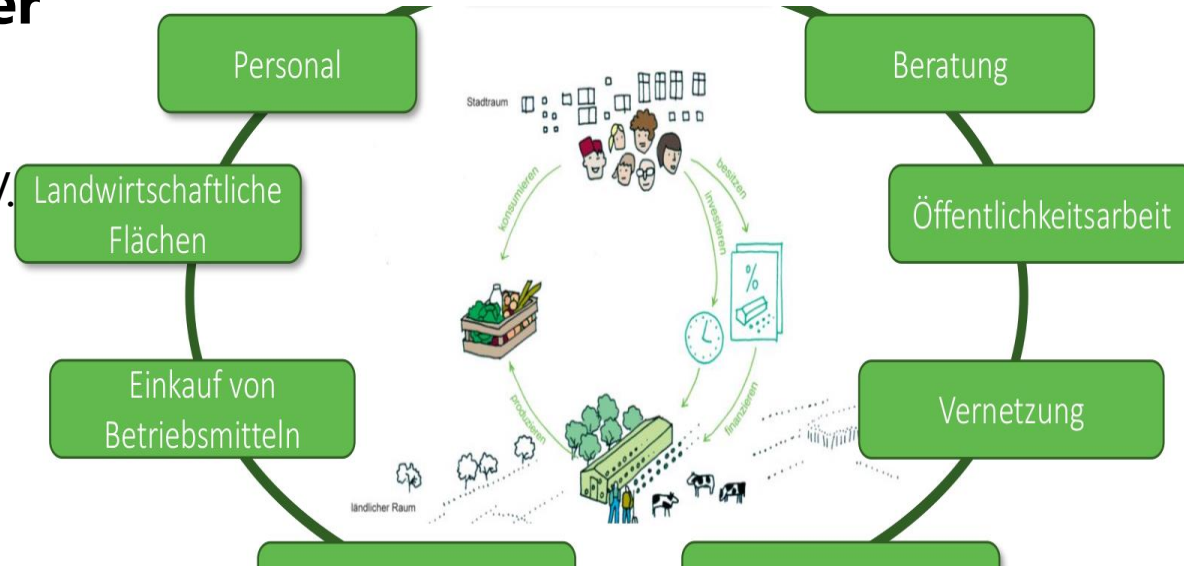 er
Personal
Beratung
Stadtraum
besitzen
konsumieren
investieren
Landwirtschaftliche
Flächen
Öffentlichkeitsarbeit
%
Einkauf von
Betriebsmitteln
Vernetzung
produzieren
finanzieren
ländlicher Raum